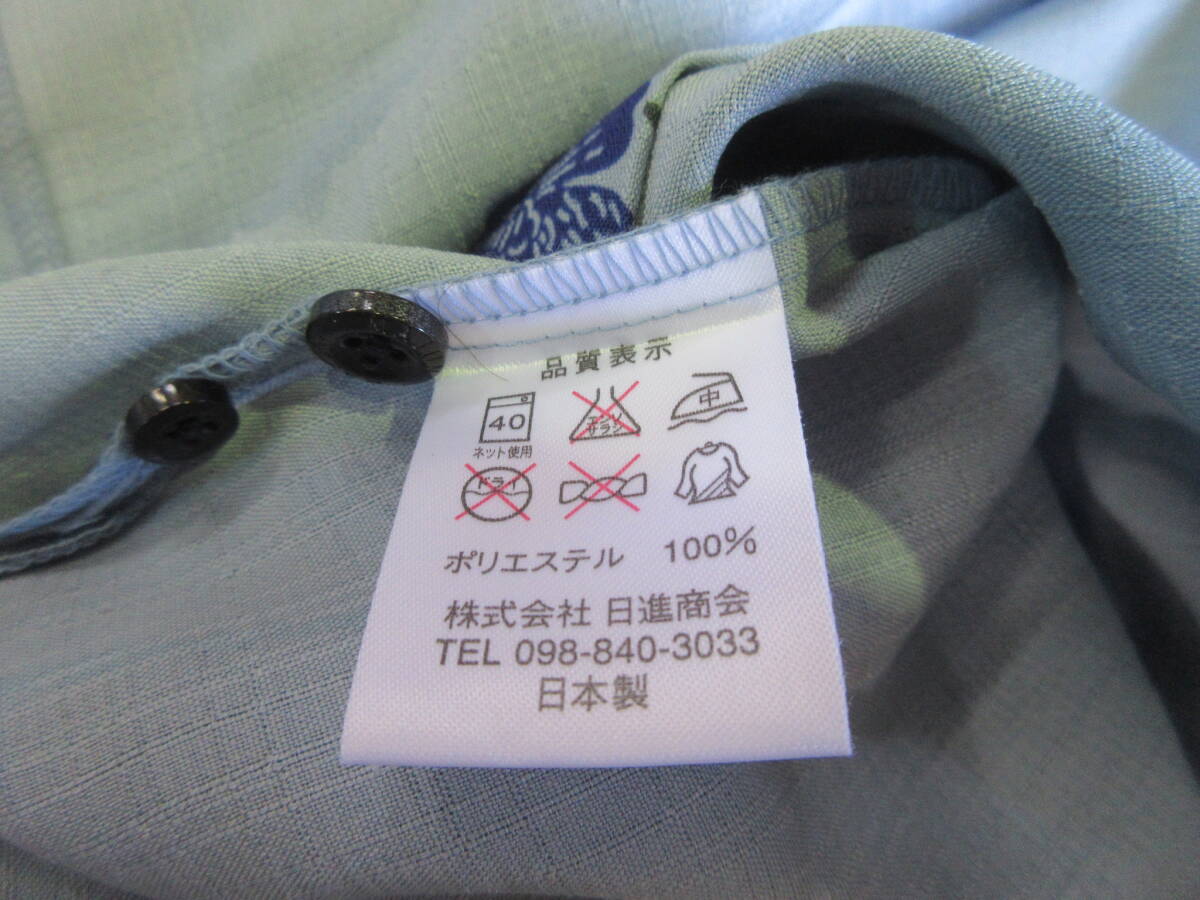 品質表示
40 エンソ サラシ 中
ネット使用
ドライ
ポリエステル 100%
株式会社 日進商会
TEL 098-840-3033
日本製